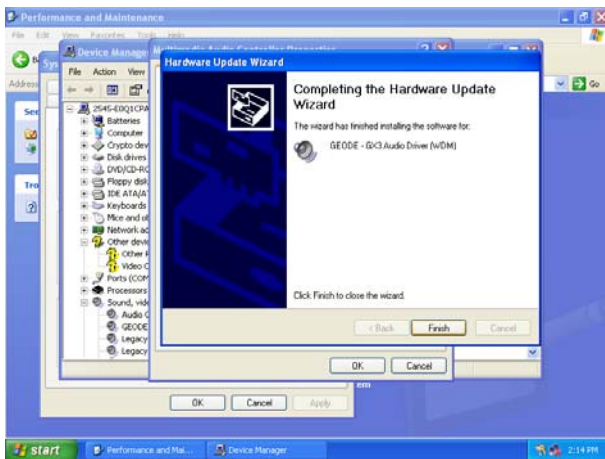 Performance and Maintenance
File Edit View Favorites Tools Help
Device Manage
File Action View
Address
Go
2545-E0Q1CPA
Batteries
Computer
Crypto dev
Disk drives
DVD/CD-RO
Floppy disk
IDE ATA/A
Keyboards
Mice and ot
Network ad
Other devic
Other P
Video C
Ports (COM
Processors
Sound, vide
Audio C
GEODE
Legacy
Legacy
Hardware Update Wizard
Completing the Hardware Update
Wizard
The wizard has finished installing the software for:
GEODE - GX3 Audio Driver (WDM)
Click Finish to close the wizard.
< Back Finish Cancel
OK Cancel
OK Cancel Apply
start Performance and Mai... Device Manager 2:14 PM